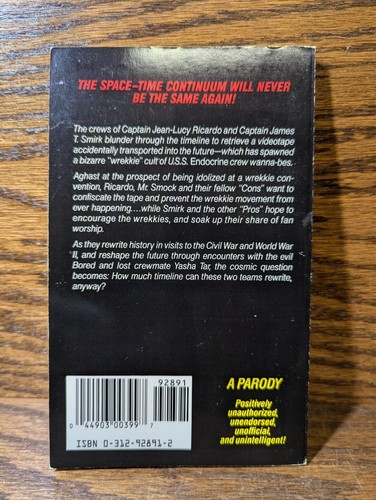 THE SPACE–TIME CONTINUUM WILL NEVER
BE THE SAME AGAIN!
The crews of Captain Jean-Lucy Ricardo and Captain James
T. Smirk blunder through the timeline to retrieve a videotape
accidentally transported into the future—which has spawned
a bizarre "wrekkie" cult of U.S.S. Endocrine crew wanna-bes.
Aghast at the prospect of being idolized at a wrekkie con-
vention, Ricardo, Mr. Smock and their fellow "Cons" want to
confiscate the tape and prevent the wrekkie movement from
ever happening....while Smirk and the other "Pros" hope to
encourage the wrekkies, and soak up their share of fan
worship.
As they rewrite history in visits to the Civil War and World War
II, and reshape the future through encounters with the evil
Bored and lost crewmate Yasha Tar, the cosmic question
becomes: How much timeline can these two teams rewrite,
anyway?
92891
0 44903 00399 7
ISBN 0-312-92891-2
A PARODY
Positively
unauthorized,
unendorsed,
unofficial,
and unintelligent!